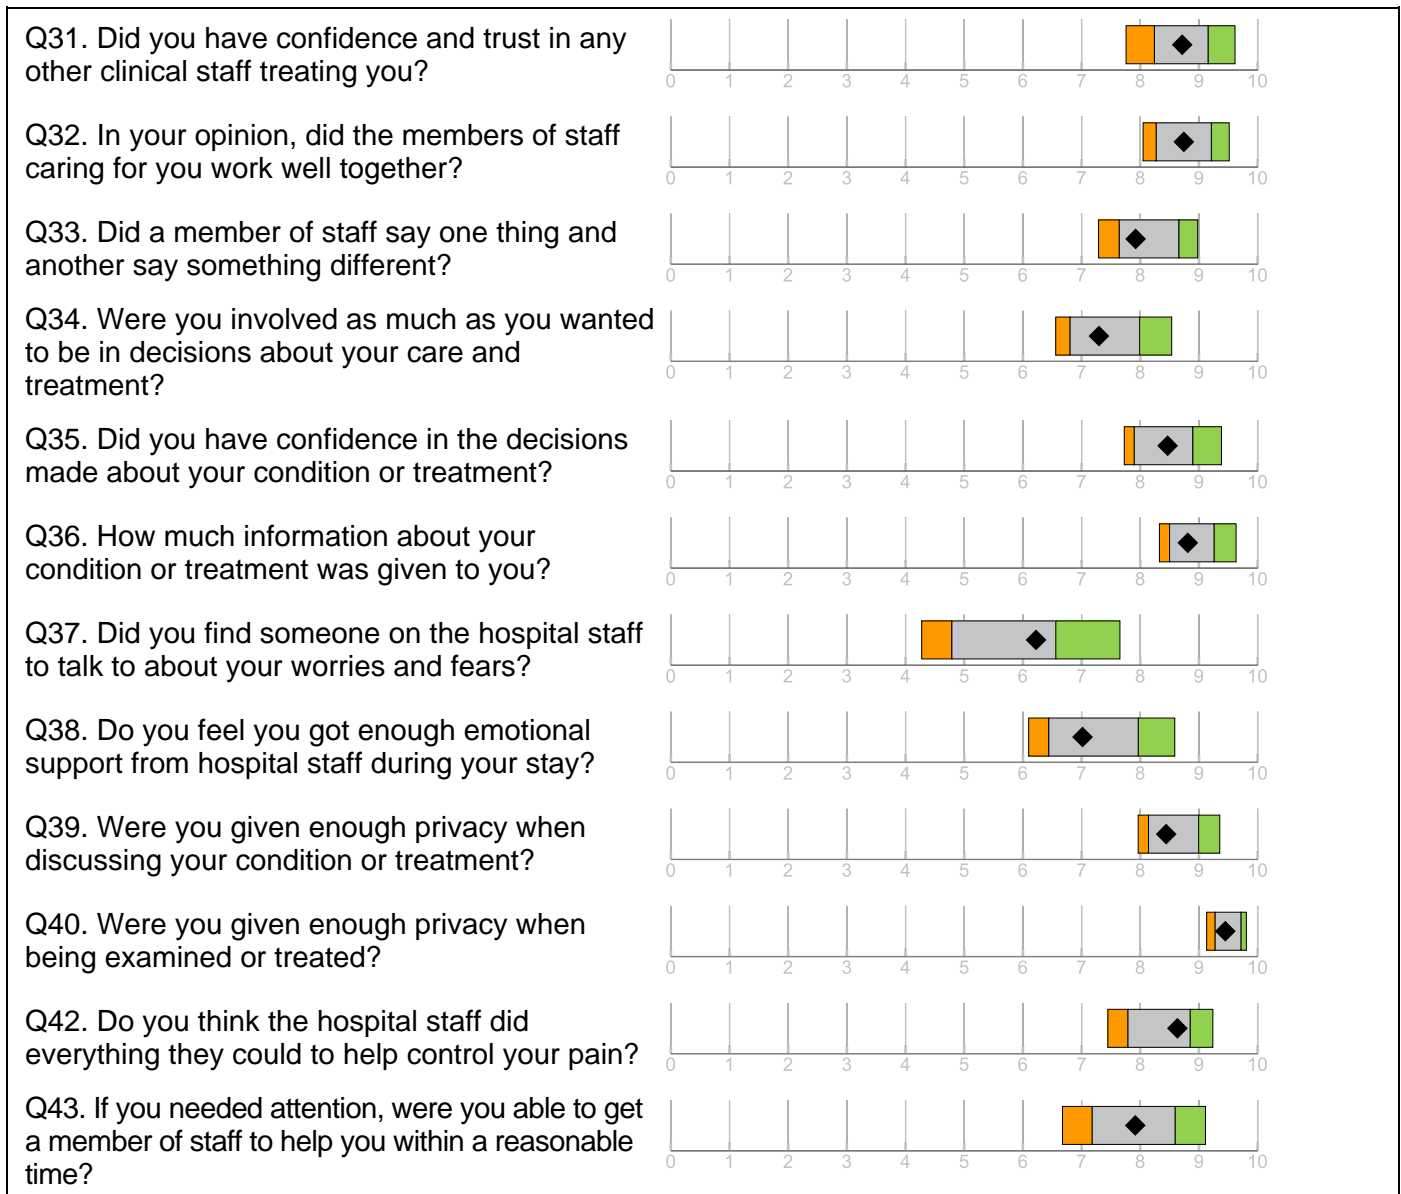 Q31. Did you have confidence and trust in any
other clinical staff treating you?
0 1 2 3 4 5 6 7 8 9 10
Q32. In your opinion, did the members of staff
caring for you work well together?
0 1 2 3 4 5 6 7 8 9 10
Q33. Did a member of staff say one thing and
another say something different?
0 1 2 3 4 5 6 7 8 9 10
Q34. Were you involved as much as you wanted
to be in decisions about your care and
treatment?
0 1 2 3 4 5 6 7 8 9 10
Q35. Did you have confidence in the decisions
made about your condition or treatment?
0 1 2 3 4 5 6 7 8 9 10
Q36. How much information about your
condition or treatment was given to you?
0 1 2 3 4 5 6 7 8 9 10
Q37. Did you find someone on the hospital staff
to talk to about your worries and fears?
0 1 2 3 4 5 6 7 8 9 10
Q38. Do you feel you got enough emotional
support from hospital staff during your stay?
0 1 2 3 4 5 6 7 8 9 10
Q39. Were you given enough privacy when
discussing your condition or treatment?
0 1 2 3 4 5 6 7 8 9 10
Q40. Were you given enough privacy when
being examined or treated?
0 1 2 3 4 5 6 7 8 9 10
Q42. Do you think the hospital staff did
everything they could to help control your pain?
0 1 2 3 4 5 6 7 8 9 10
Q43. If you needed attention, were you able to get
a member of staff to help you within a reasonable
time?
0 1 2 3 4 5 6 7 8 9 10